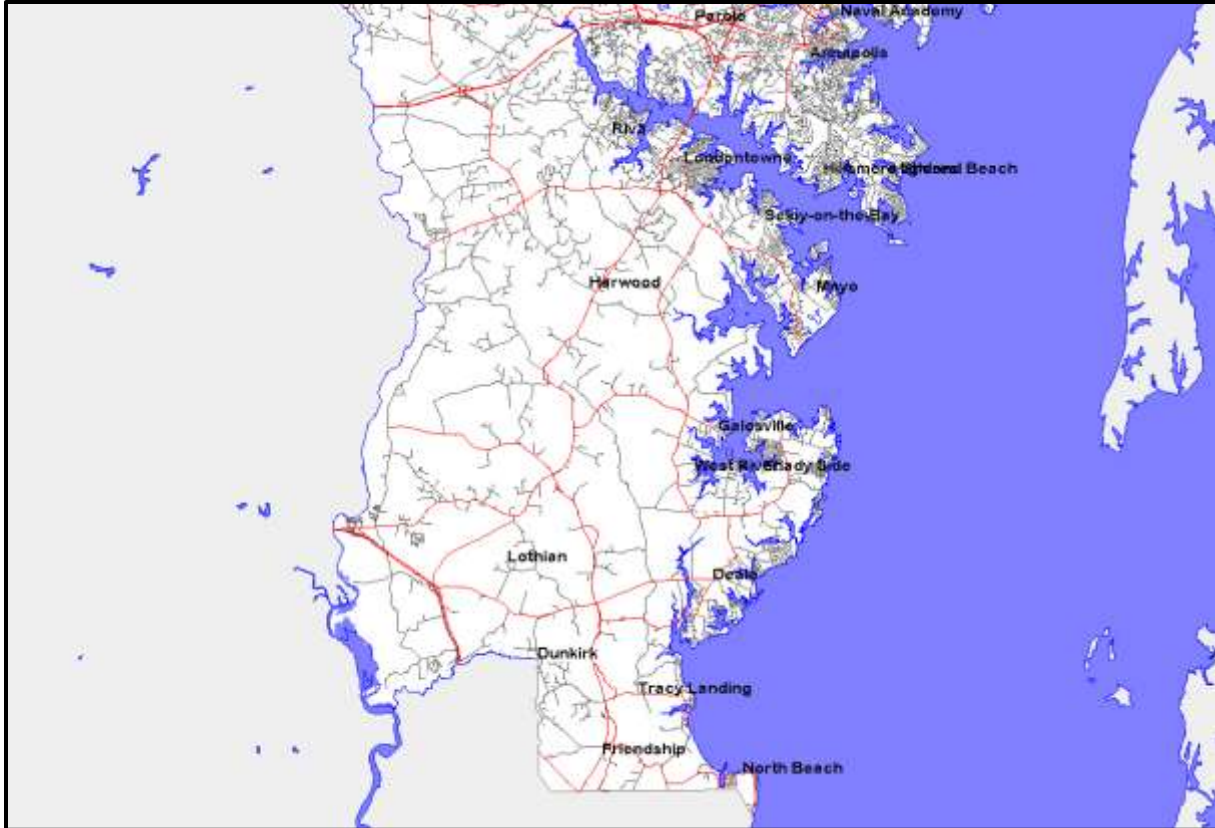 Naval Academy
Parole
Annapolis
Riva
Londontowne
Beach
Selby-on-the-Bay
Harwood
Mayo
Galesville
West River
Shady Side
Lothian
Deale
Dunkirk
Tracy Landing
Friendship
North Beach